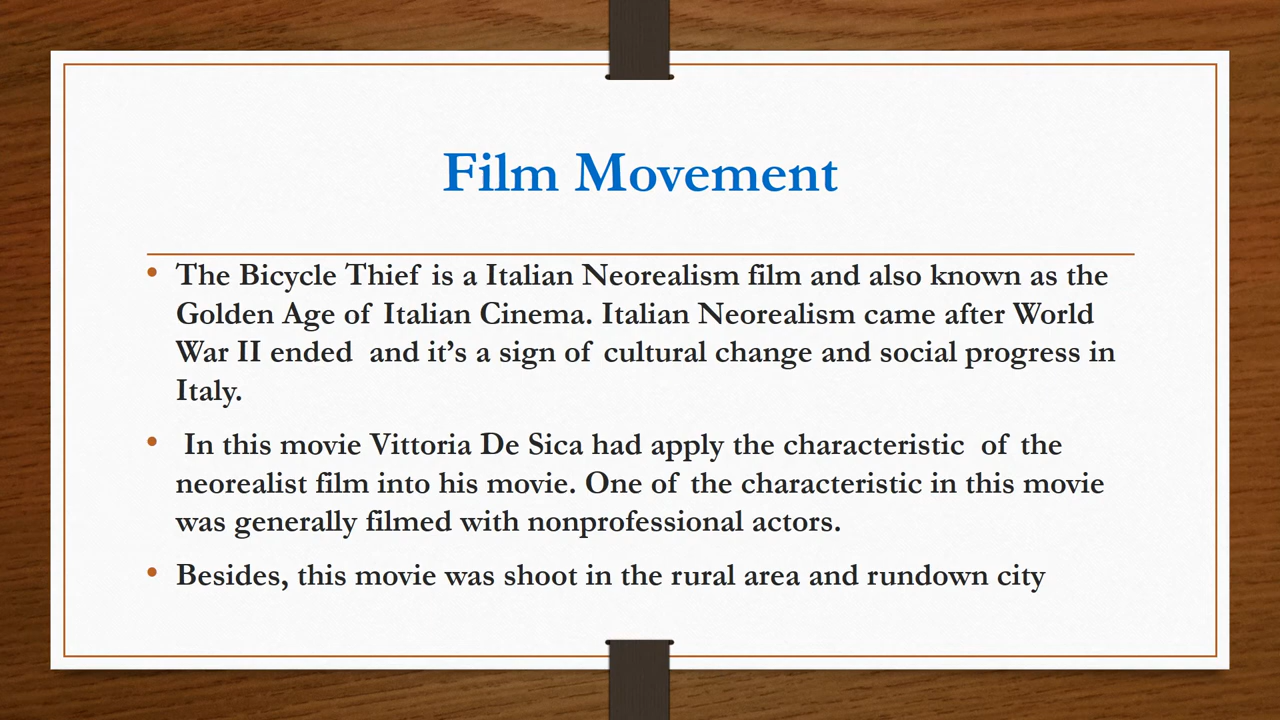 Film Movement
The Bicycle Thief is a Italian Neorealism film and also known as the
Golden Age of Italian Cinema. Italian Neorealism came after World
War II ended and it’s a sign of cultural change and social progress in
Italy.
In this movie Vittoria De Sica had apply the characteristic of the
neorealist film into his movie. One of the characteristic in this movie
was generally filmed with nonprofessional actors.
Besides, this movie was shoot in the rural area and rundown city